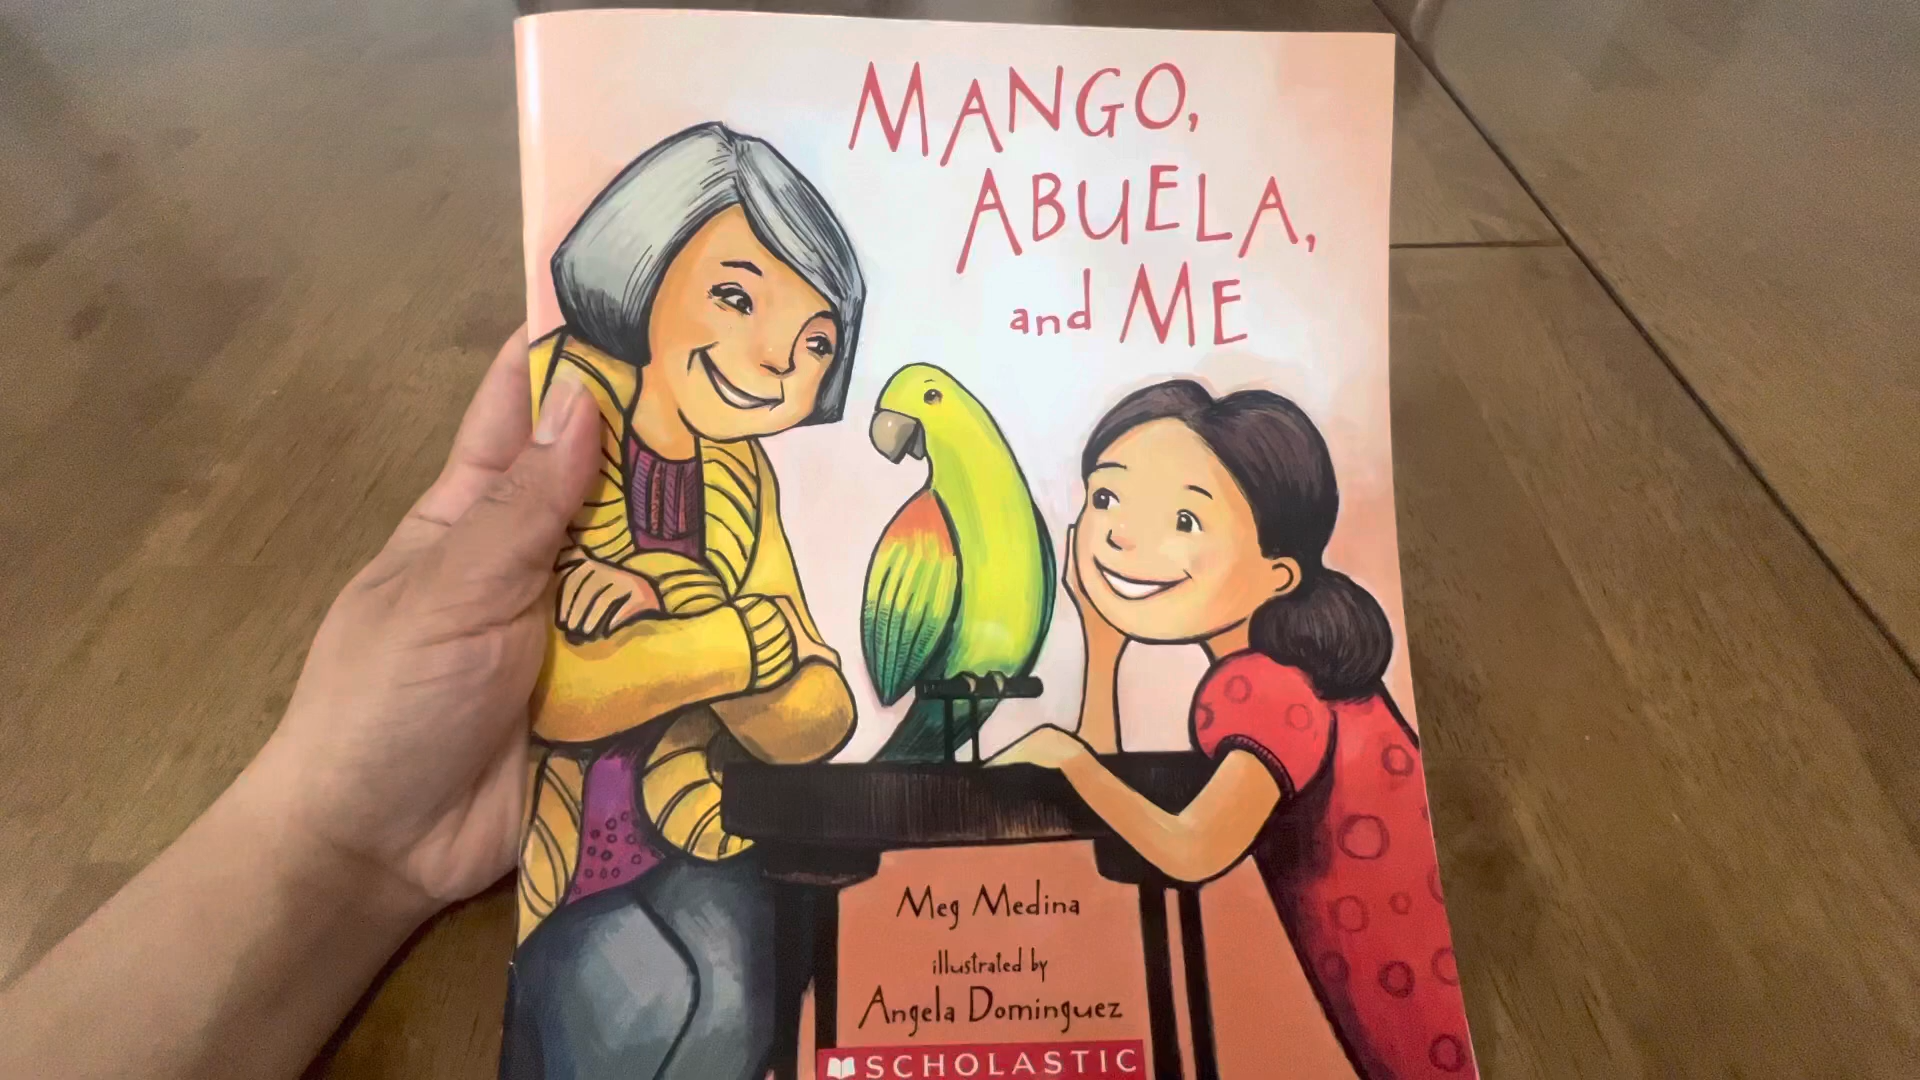 MANGO,
ABUELA,
and ME
Meg Medina
illustrated by
Angela Dominguez
SCHOLASTIC